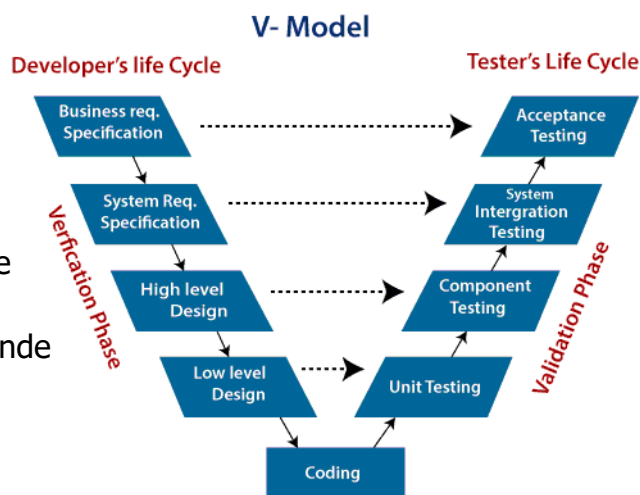 V- Model
Developer's life Cycle
Tester's Life Cycle
Business req.
Specification
Acceptance
Testing
System Req.
Specification
System
Intergration
Testing
Verfication Phase
e
High level
Design
Component
Testing
Validation Phase
nde
Low level
Design
Unit Testing
Coding